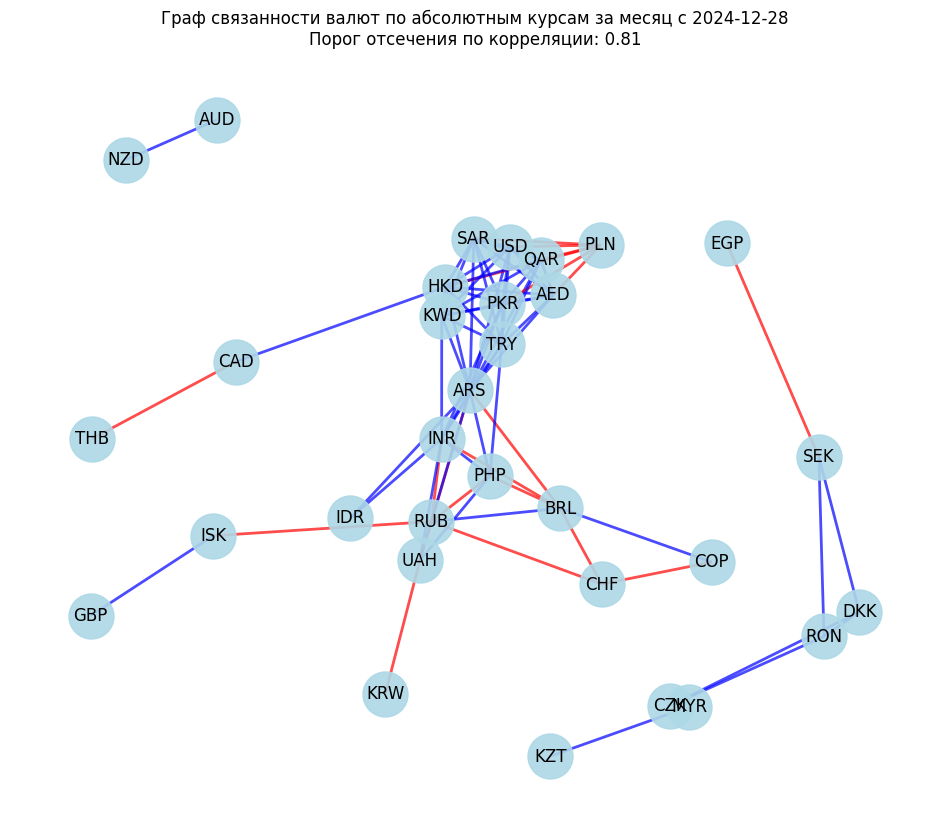 Граф связанности валют по абсолютным курсам за месяц с 2024-12-28
Порог отсечения по корреляции: 0.81
AUD
NZD
SAR
USD
PLN
EGP
QAR
HKD
AED
PKR
KWD
TRY
CAD
ARS
THB
INR
SEK
PHP
BRL
IDR
RUB
ISK
UAH
COP
CHF
DKK
GBP
RON
KRW
CZK
MYR
KZT